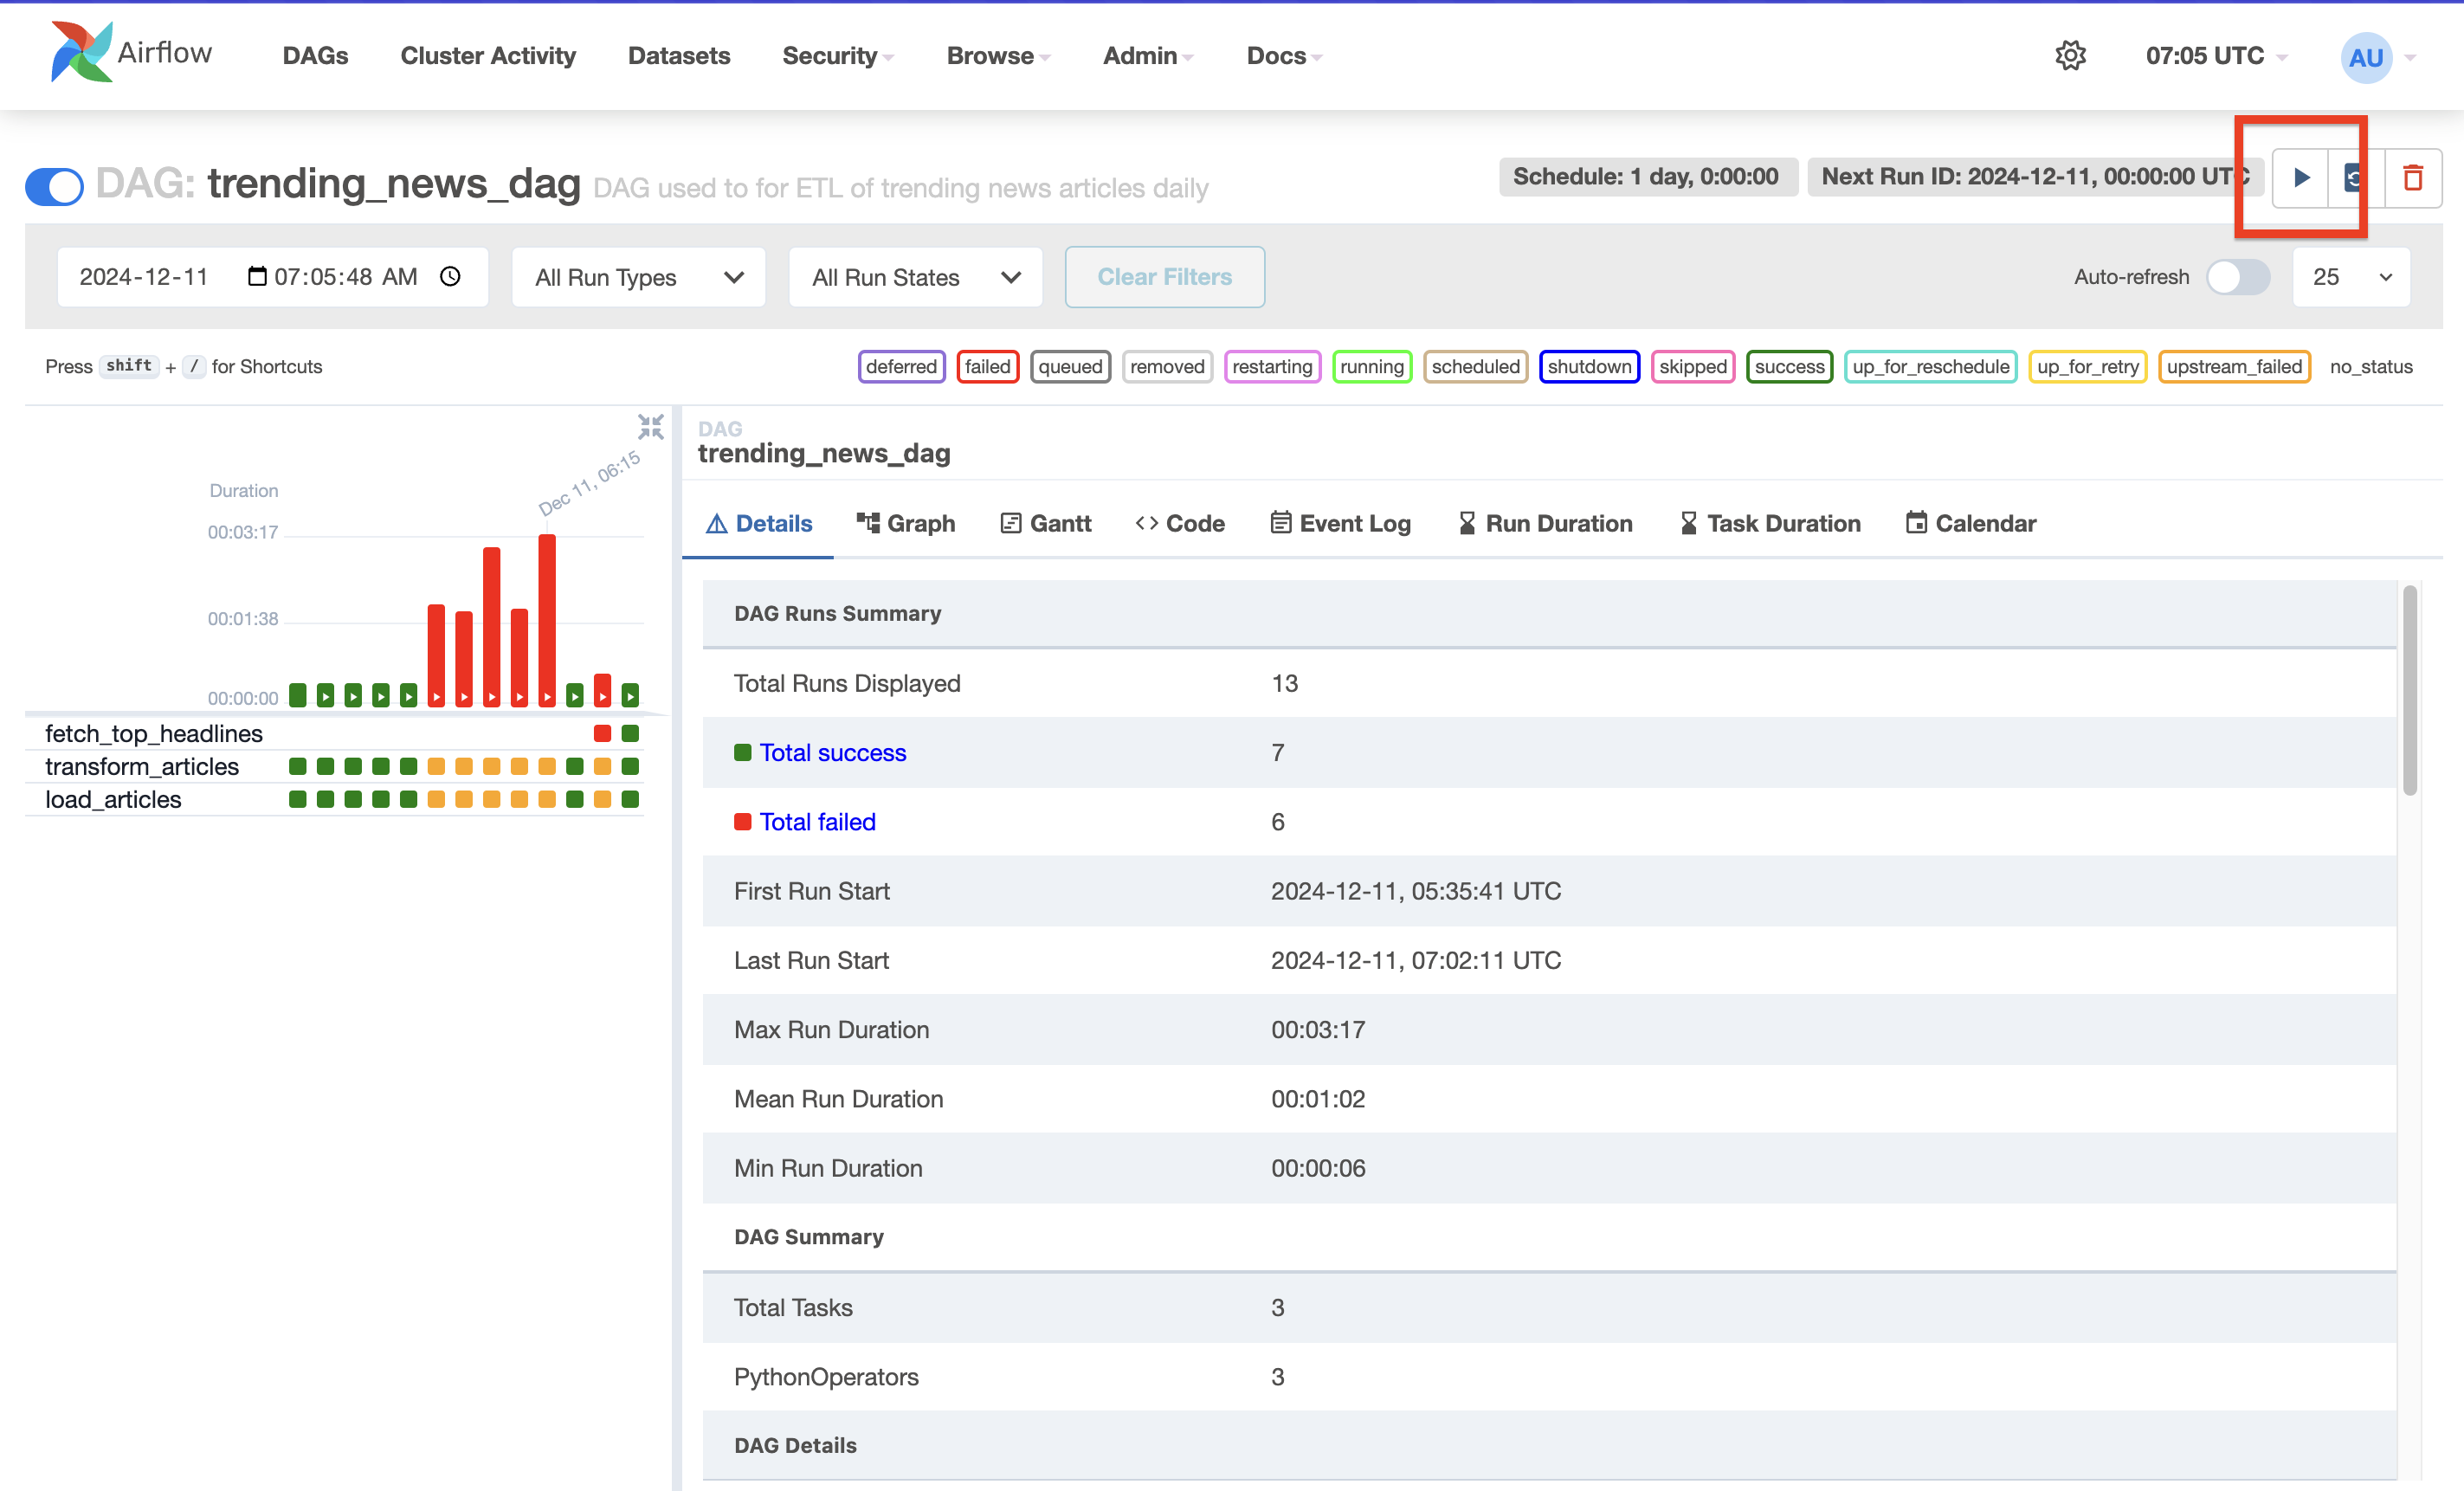 Airflow DAGs Cluster Activity Datasets Security Browse Admin Docs 07:05 UTC AU
DAG: trending_news_dag DAG used to for ETL of trending news articles daily Schedule: 1 day, 0:00:00 Next Run ID: 2024-12-11, 00:00:00 UTC
2024-12-11 07:05:48 AM All Run Types All Run States Clear Filters Auto-refresh 25
Press shift + / for Shortcuts deferred failed queued removed restarting running scheduled shutdown skipped success up_for_reschedule up_for_retry upstream_failed no_status
DAG
trending_news_dag
Dec 11, 06:15
Duration
00:03:17
00:01:38
00:00:00
fetch_top_headlines
transform_articles
load_articles
Details Graph Gantt Code Event Log Run Duration Task Duration Calendar
DAG Runs Summary
Total Runs Displayed 13
Total success 7
Total failed 6
First Run Start 2024-12-11, 05:35:41 UTC
Last Run Start 2024-12-11, 07:02:11 UTC
Max Run Duration 00:03:17
Mean Run Duration 00:01:02
Min Run Duration 00:00:06
DAG Summary
Total Tasks 3
PythonOperators 3
DAG Details